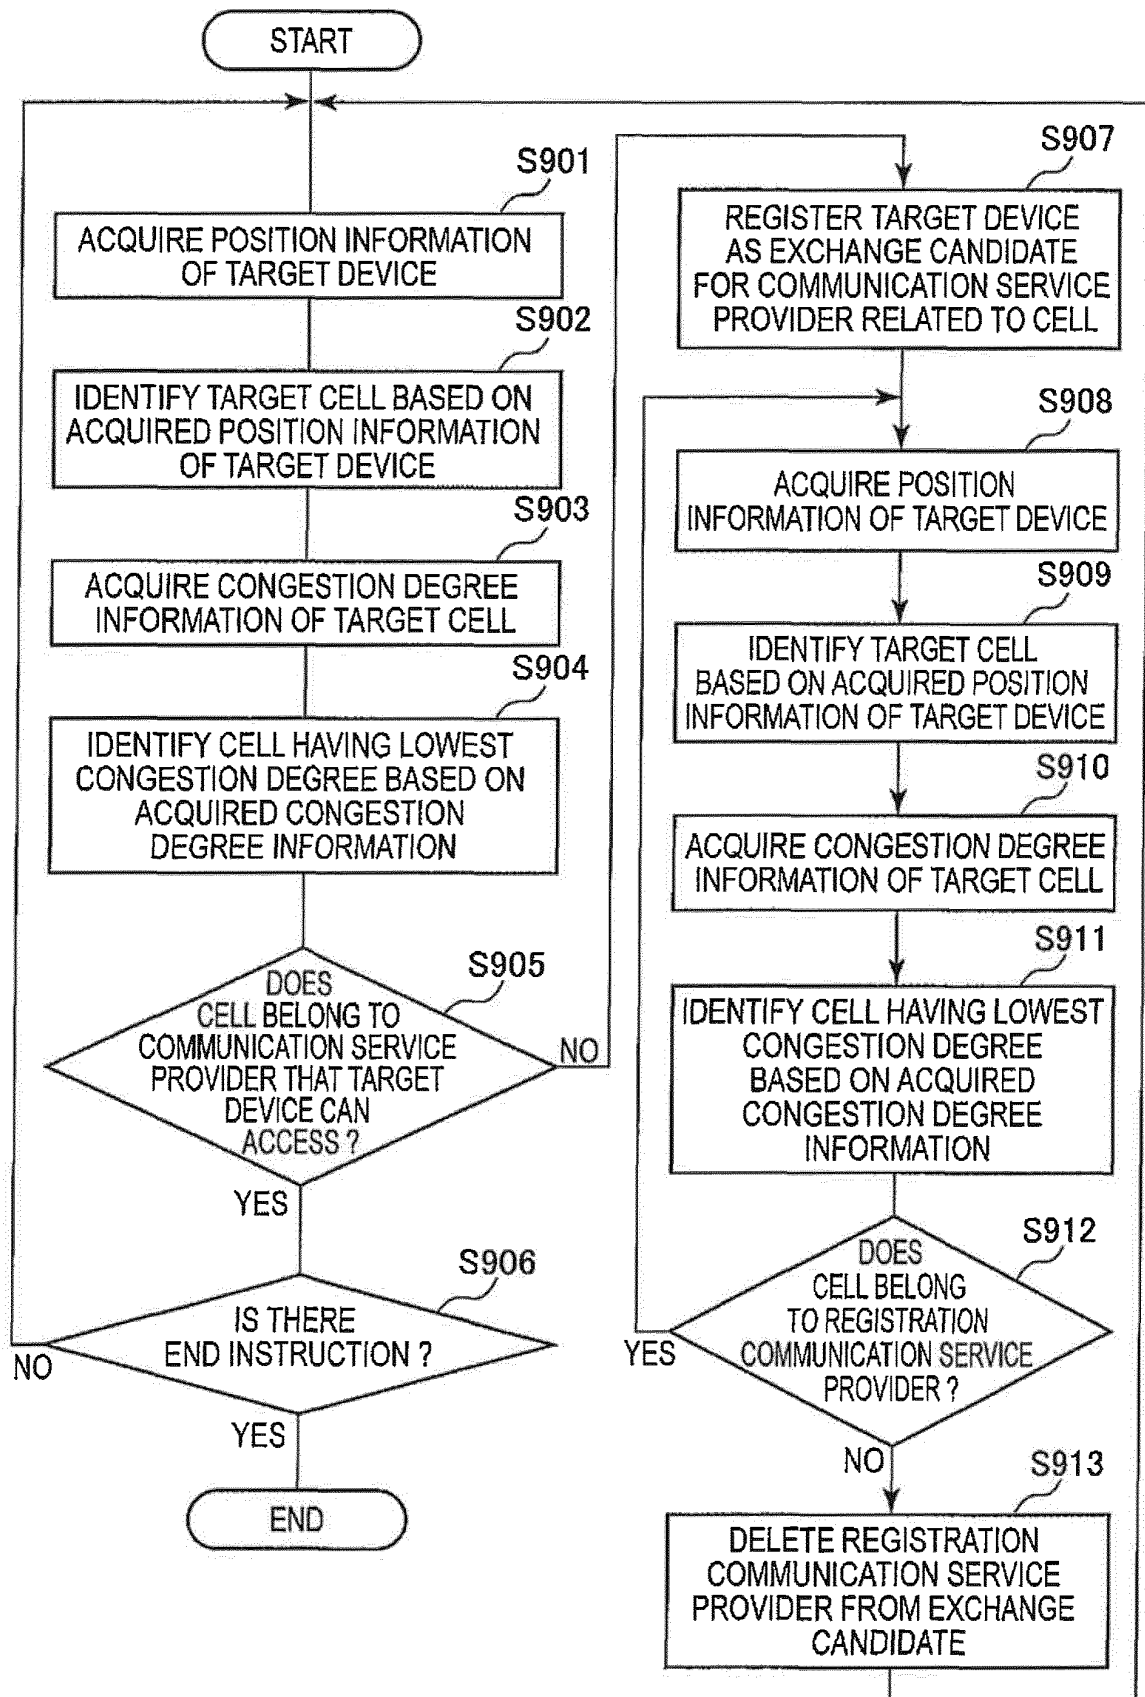 START
S901
ACQUIRE POSITION INFORMATION
OF TARGET DEVICE
S902
IDENTIFY TARGET CELL BASED ON
ACQUIRED POSITION INFORMATION
OF TARGET DEVICE
S903
ACQUIRE CONGESTION DEGREE
INFORMATION OF TARGET CELL
S904
IDENTIFY CELL HAVING LOWEST
CONGESTION DEGREE BASED ON
ACQUIRED CONGESTION
DEGREE INFORMATION
S905
DOES
CELL BELONG TO
COMMUNICATION SERVICE
PROVIDER THAT TARGET
DEVICE CAN
ACCESS ?
NO
YES
S906
IS THERE
END INSTRUCTION ?
NO
YES
END
S907
REGISTER TARGET DEVICE
AS EXCHANGE CANDIDATE
FOR COMMUNICATION SERVICE
PROVIDER RELATED TO CELL
S908
ACQUIRE POSITION
INFORMATION OF TARGET DEVICE
S909
IDENTIFY TARGET CELL
BASED ON ACQUIRED POSITION
INFORMATION OF TARGET DEVICE
S910
ACQUIRE CONGESTION DEGREE
INFORMATION OF TARGET CELL
S911
IDENTIFY CELL HAVING LOWEST
CONGESTION DEGREE
BASED ON ACQUIRED
CONGESTION DEGREE
INFORMATION
S912
DOES
CELL BELONG
TO REGISTRATION
COMMUNICATION SERVICE
PROVIDER ?
YES
NO
S913
DELETE REGISTRATION
COMMUNICATION SERVICE
PROVIDER FROM EXCHANGE
CANDIDATE